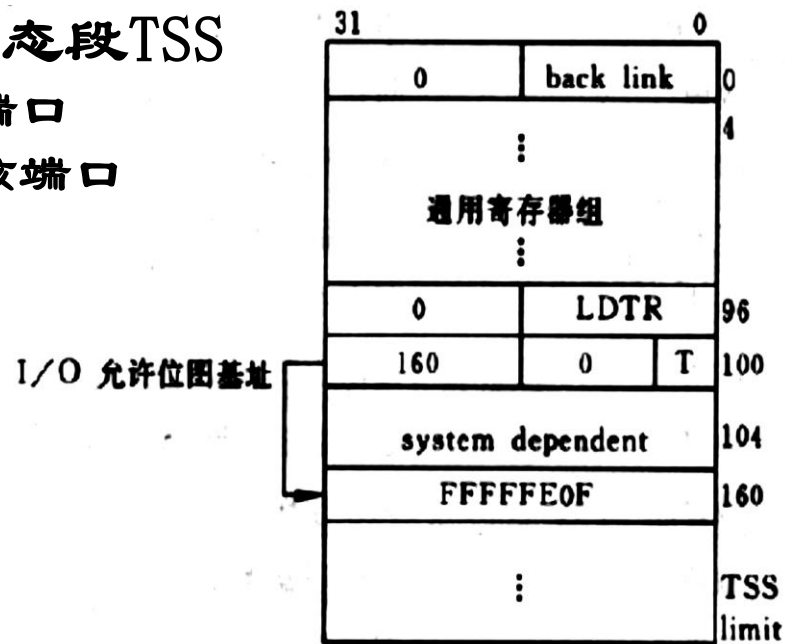 态段TSS
端口
该端口
31 0
0 back link 0
4
⋮
通用寄存器组
⋮
0 LDTR 96
I/O 允许位图基址 160 0 T 100
system dependent 104
FFFFFE0F 160
⋮ TSS
limit